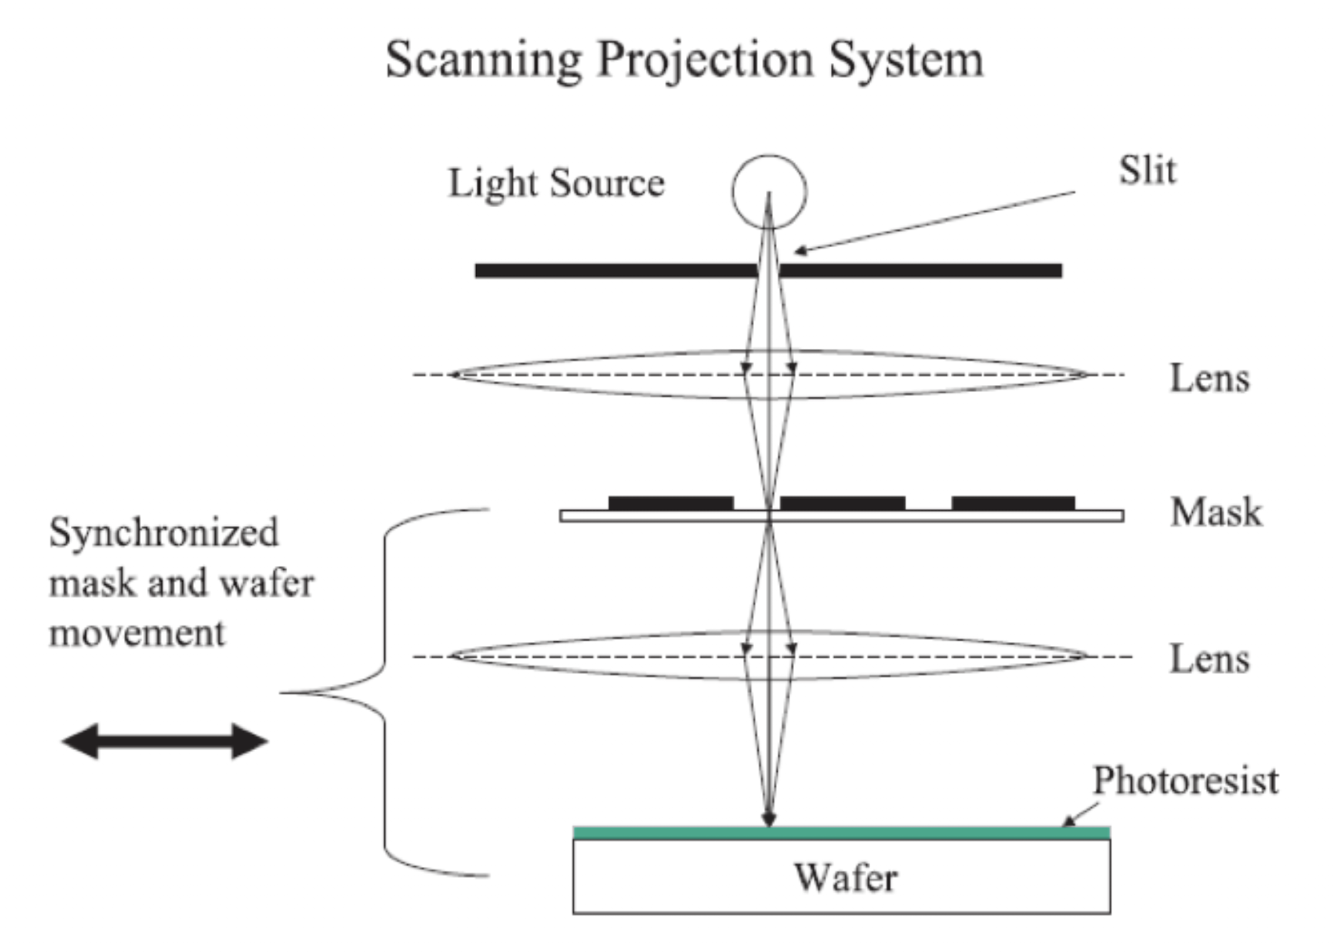 Scanning Projection System
Light Source
Slit
Lens
Mask
Synchronized
mask and wafer
movement
Lens
Photoresist
Wafer